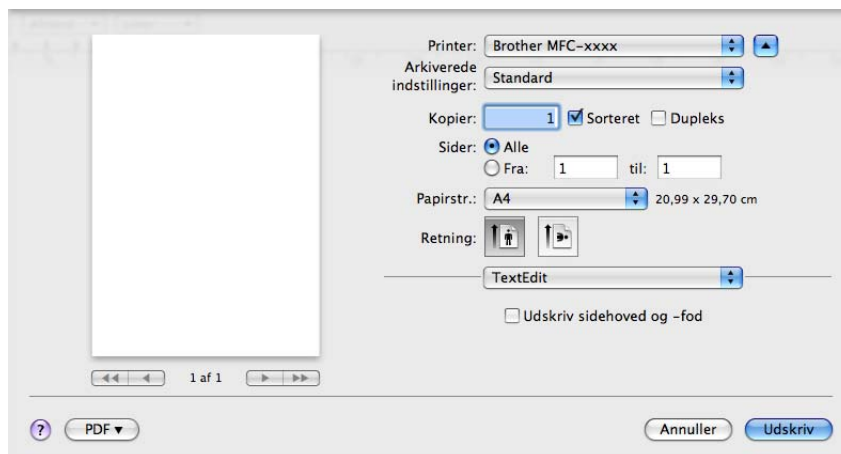 Printer: Brother MFC-xxxx
Arkiverede
indstillinger: Standard
Kopier: 1 Sorteret Dupleks
Sider: Alle
Fra: 1 til: 1
Papirstr.: A4 20,99 x 29,70 cm
Retning:
TextEdit
Udskriv sidehoved og -fod
1 af 1
? PDF Annuller Udskriv